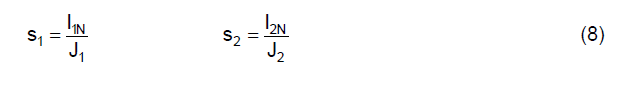 s₁ = I₁N / J₁    s₂ = I₂N / J₂    (8)